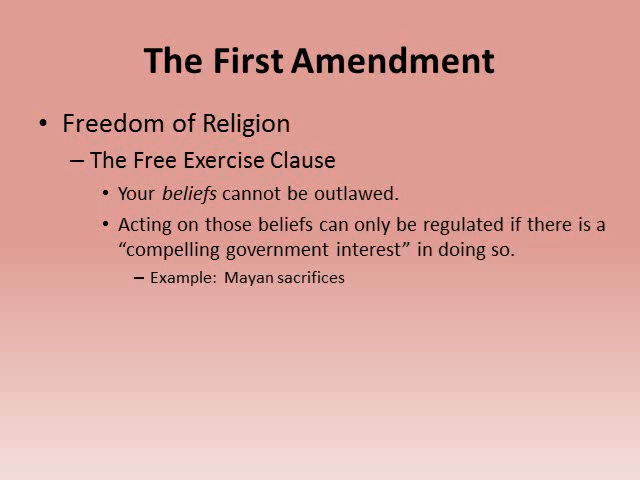 The First Amendment
• Freedom of Religion
– The Free Exercise Clause
• Your beliefs cannot be outlawed.
• Acting on those beliefs can only be regulated if there is a
“compelling government interest” in doing so.
– Example:  Mayan sacrifices